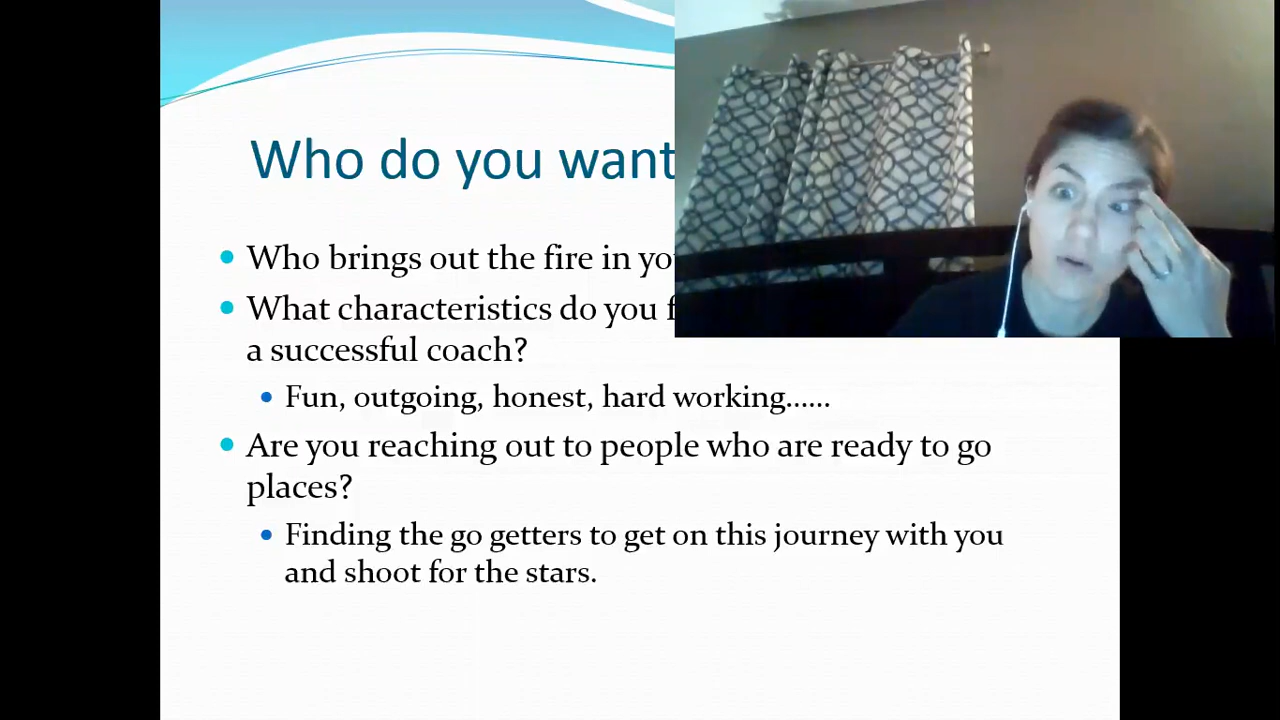 Who do you want
Who brings out the fire in
What characteristics do you
a successful coach?
Fun, outgoing, honest, hard working......
Are you reaching out to people who are ready to go
places?
Finding the go getters to get on this journey with you
and shoot for the stars.